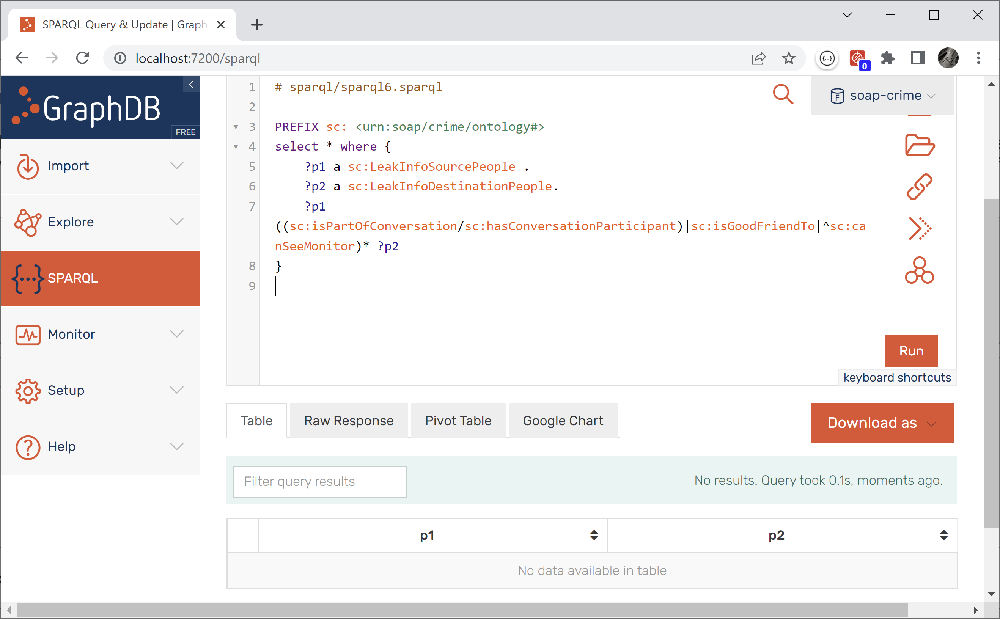 SPARQL Query & Update | Graph
localhost:7200/sparql
0
GraphDB
FREE
Import
Explore
{···} SPARQL
Monitor
Setup
Help
soap-crime
1 # sparql/sparql6.sparql
2
3 PREFIX sc: <urn:soap/crime/ontology#>
4 select * where {
5 ?p1 a sc:LeakInfoSourcePeople .
6 ?p2 a sc:LeakInfoDestinationPeople.
7 ?p1
((sc:isPartOfConversation/sc:hasConversationParticipant)|sc:isGoodFriendTo|^sc:ca
nSeeMonitor)* ?p2
8 }
9
Run
keyboard shortcuts
Table Raw Response Pivot Table Google Chart
Download as
Filter query results
No results. Query took 0.1s, moments ago.
p1 p2
No data available in table